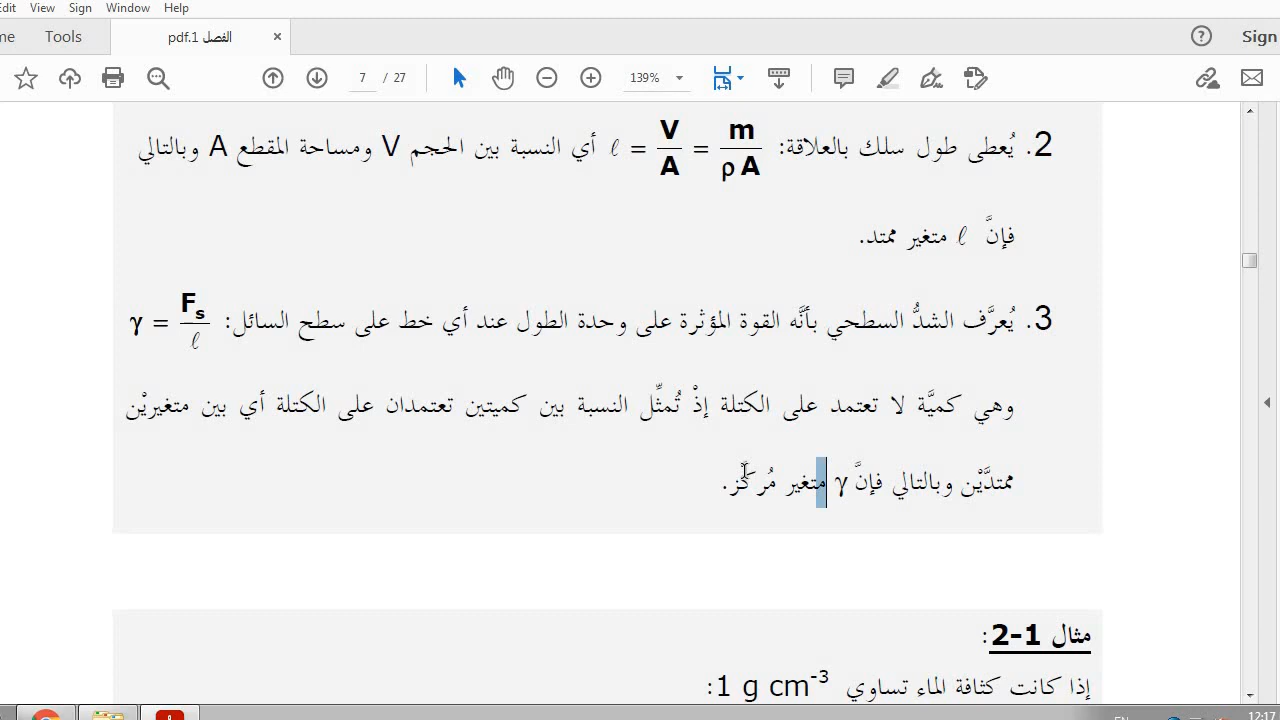 Edit View Sign Window Help
me Tools الفصل 1.pdf × ? Sign
7 / 27 139%
2. يُعطى طول سلك بالعلاقة: ℓ = V/A = m/ρ A أي النسبة بين الحجم V ومساحة المقطع A وبالتالي
فإنَّ ℓ متغير ممتد.
3. يُعرَّف الشدُّ السطحي بأنَّه القوة المؤثرة على وحدة الطول عند أي خط على سطح السائل: γ = Fₛ/ℓ
وهي كميَّة لا تعتمد على الكتلة إذْ تُمثِّل النسبة بين كميتين تعتمدان على الكتلة أي بين متغيريْن
ممتدَّيْن وبالتالي فإنَّ γ متغير مُركَّز.
مثال 1-2:
إذا كانت كثافة الماء تساوي 1 g cm⁻³:
EN 12:17